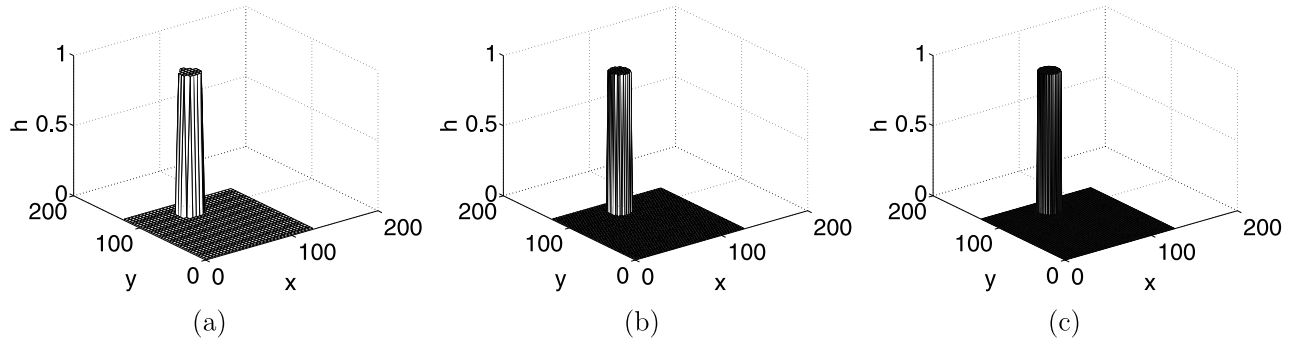 1 1 1
h 0.5 h 0.5 h 0.5
0 0 0
200 200 200 200 200 200
100 100 100 100 100 100
y 0 0 x y 0 0 x y 0 0 x
(a) (b) (c)